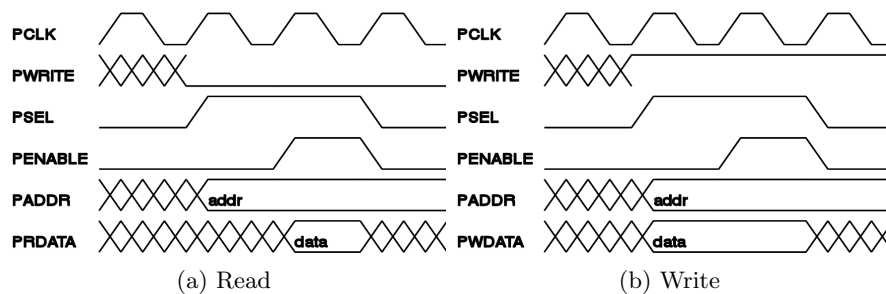 PCLK
PWRITE
PSEL
PENABLE
PADDR addr
PRDATA data
(a) Read
PCLK
PWRITE
PSEL
PENABLE
PADDR addr
PWDATA data
(b) Write